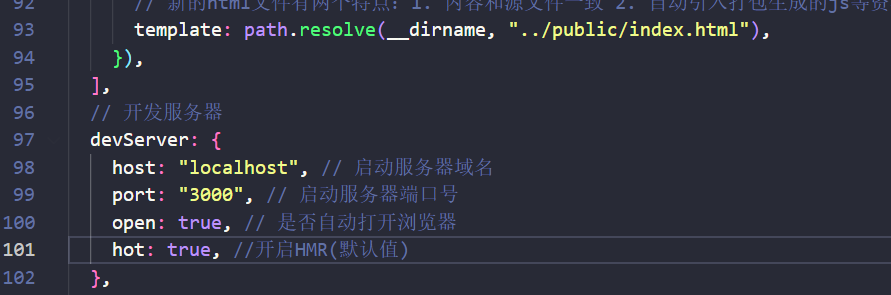 92 // 新的html文件有两个特点：1. 内容和源文件一致 2. 自动引入打包生成的js等资
93 template: path.resolve(__dirname, "../public/index.html"),
94 }),
95 ],
96 // 开发服务器
97 devServer: {
98 host: "localhost", // 启动服务器域名
99 port: "3000", // 启动服务器端口号
100 open: true, // 是否自动打开浏览器
101 hot: true, //开启HMR(默认值)
102 },